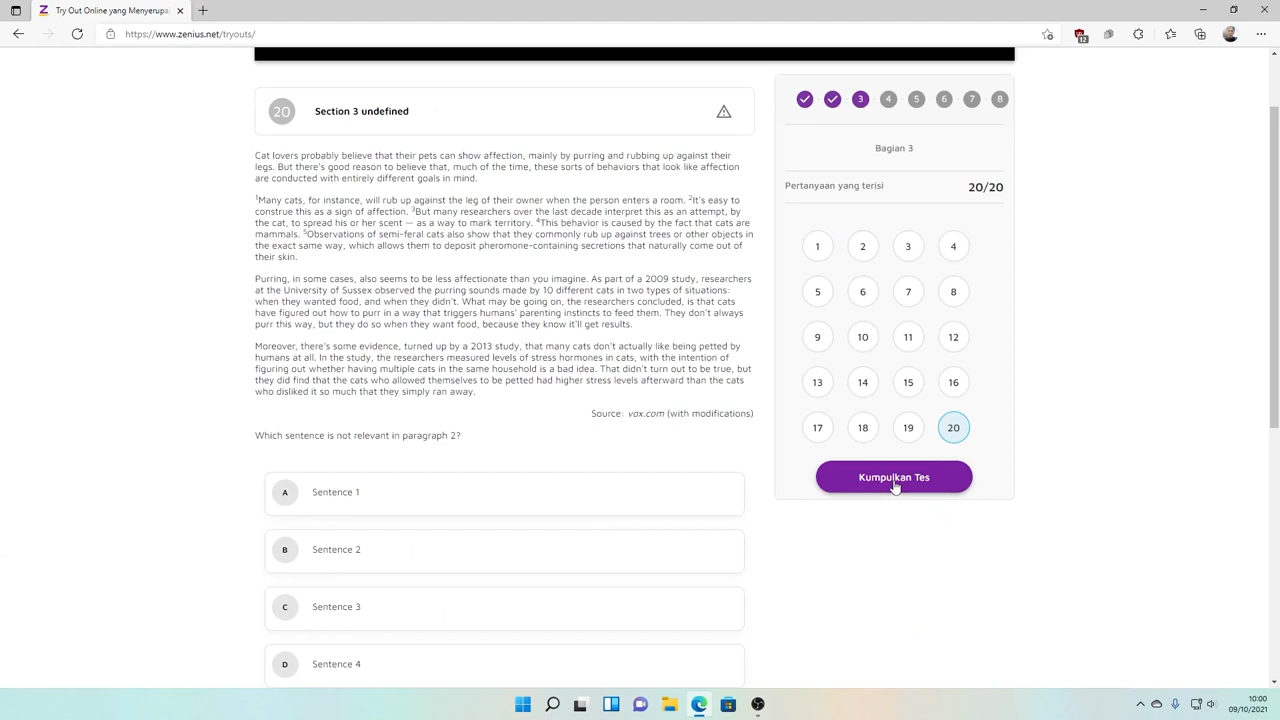 Try Out Online yang Menyerupa
https://www.zenius.net/tryouts/
12
20
Section 3 undefined
Cat lovers probably believe that their pets can show affection, mainly by purring and rubbing up against their
legs. But there's good reason to believe that, much of the time, these sorts of behaviors that look like affection
are conducted with entirely different goals in mind.
1Many cats, for instance, will rub up against the leg of their owner when the person enters a room. 2It's easy to
construe this as a sign of affection. 3But many researchers over the last decade interpret this as an attempt, by
the cat, to spread his or her scent — as a way to mark territory. 4This behavior is caused by the fact that cats are
mammals. 5Observations of semi-feral cats also show that they commonly rub up against trees or other objects in
the exact same way, which allows them to deposit pheromone-containing secretions that naturally come out of
their skin.
Purring, in some cases, also seems to be less affectionate than you imagine. As part of a 2009 study, researchers
at the University of Sussex observed the purring sounds made by 10 different cats in two types of situations:
when they wanted food, and when they didn't. What may be going on, the researchers concluded, is that cats
have figured out how to purr in a way that triggers humans' parenting instincts to feed them. They don't always
purr this way, but they do so when they want food, because they know it'll get results.
Moreover, there's some evidence, turned up by a 2013 study, that many cats don't actually like being petted by
humans at all. In the study, the researchers measured levels of stress hormones in cats, with the intention of
figuring out whether having multiple cats in the same household is a bad idea. That didn't turn out to be true, but
they did find that the cats who allowed themselves to be petted had higher stress levels afterward than the cats
who disliked it so much that they simply ran away.
Source: vox.com (with modifications)
Which sentence is not relevant in paragraph 2?
A Sentence 1
B Sentence 2
C Sentence 3
D Sentence 4
3 4 5 6 7 8
Bagian 3
Pertanyaan yang terisi 20/20
1 2 3 4
5 6 7 8
9 10 11 12
13 14 15 16
17 18 19 20
Kumpulkan Tes
10:00
09/10/2021